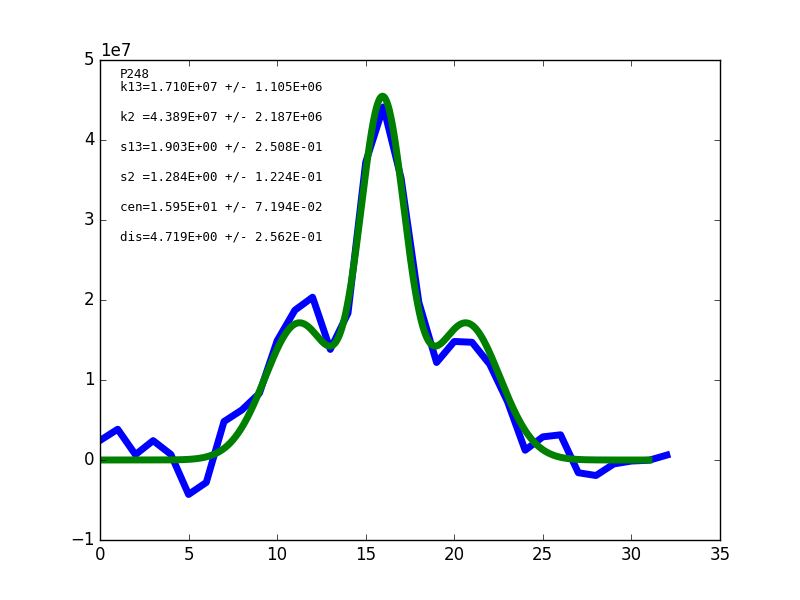 1e7
P248
k13=1.710E+07 +/- 1.105E+06
k2 =4.389E+07 +/- 2.187E+06
s13=1.903E+00 +/- 2.508E-01
s2 =1.284E+00 +/- 1.224E-01
cen=1.595E+01 +/- 7.194E-02
dis=4.719E+00 +/- 2.562E-01
5
4
3
2
1
0
−1
0 5 10 15 20 25 30 35